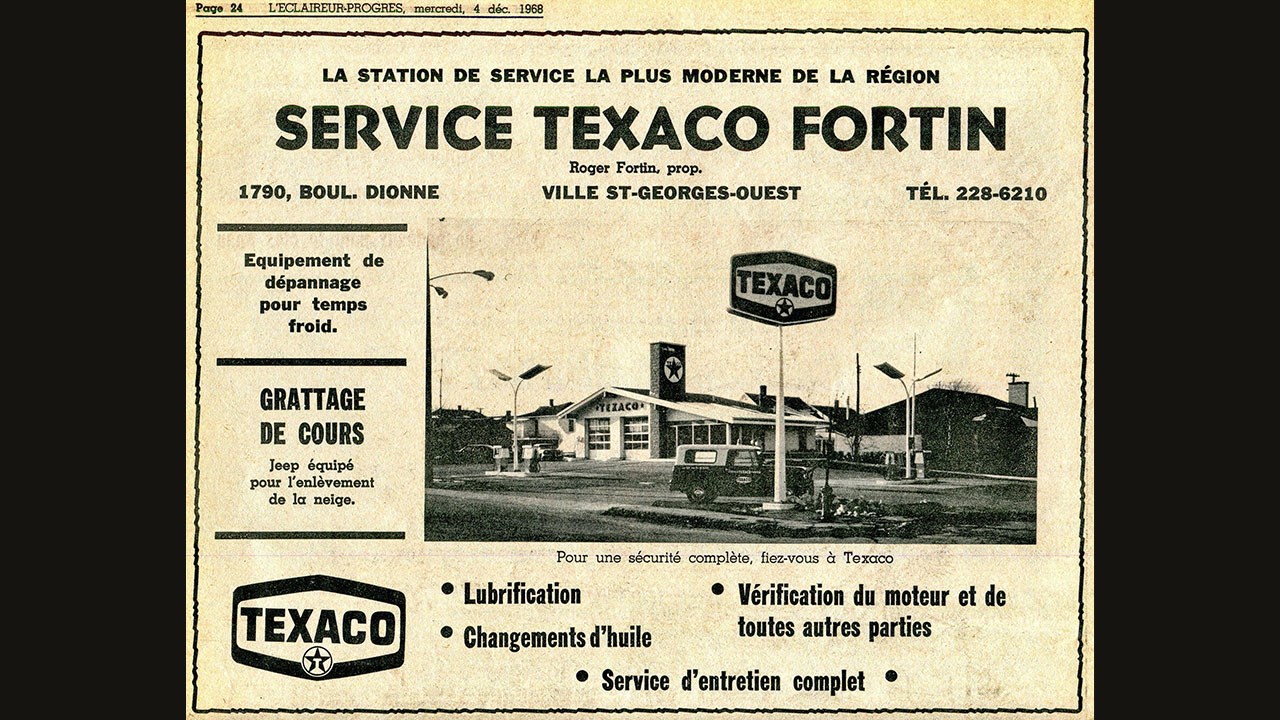 Page 24 L'ECLAIREUR-PROGRES, mercredi, 4 déc. 1968
LA STATION DE SERVICE LA PLUS MODERNE DE LA RÉGION
SERVICE TEXACO FORTIN
Roger Fortin, prop.
1790, BOUL. DIONNE VILLE ST-GEORGES-OUEST TÉL. 228-6210
Equipement de
dépannage
pour temps
froid.
GRATTAGE
DE COURS
Jeep équipé
pour l'enlèvement
de la neige.
TEXACO
T
TEXACO
Pour une sécurité complète, fiez-vous à Texaco
TEXACO
T
• Lubrification
• Changements d'huile
• Vérification du moteur et de
toutes autres parties
• Service d'entretien complet •